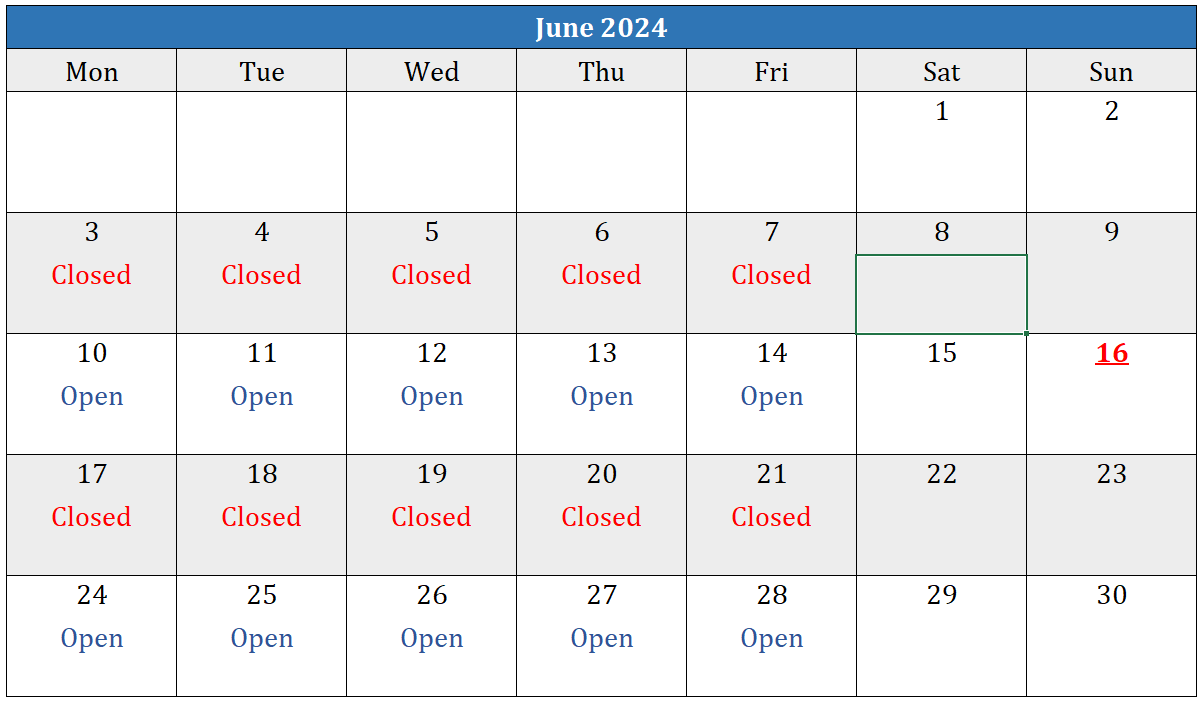 June 2024
Mon Tue Wed Thu Fri Sat Sun
1 2
3 4 5 6 7 8 9
Closed Closed Closed Closed Closed
10 11 12 13 14 15 16
Open Open Open Open Open
17 18 19 20 21 22 23
Closed Closed Closed Closed Closed
24 25 26 27 28 29 30
Open Open Open Open Open